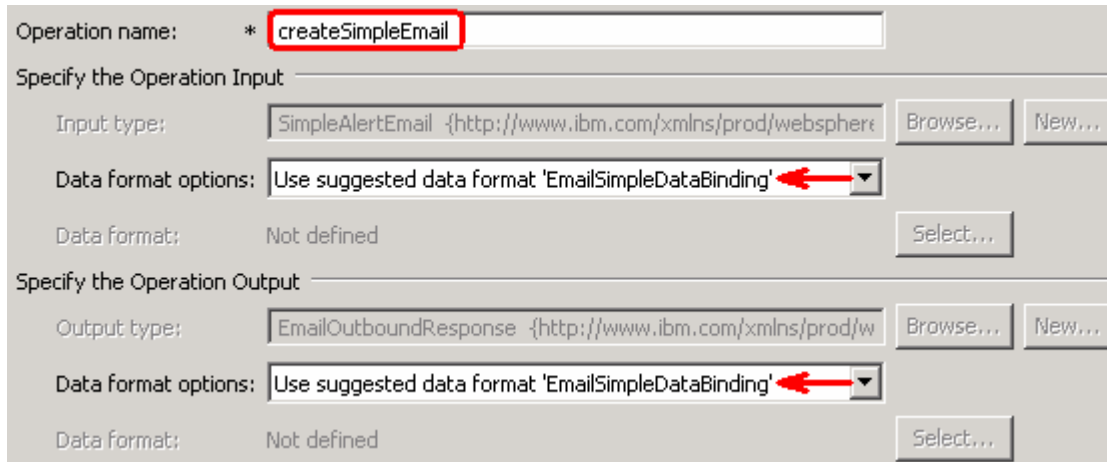 Operation name: * createSimpleEmail
Specify the Operation Input
Input type: SimpleAlertEmail {http://www.ibm.com/xmlns/prod/websphere Browse... New...
Data format options: Use suggested data format 'EmailSimpleDataBinding'
Data format: Not defined Select...
Specify the Operation Output
Output type: EmailOutboundResponse {http://www.ibm.com/xmlns/prod/w Browse... New...
Data format options: Use suggested data format 'EmailSimpleDataBinding'
Data format: Not defined Select...